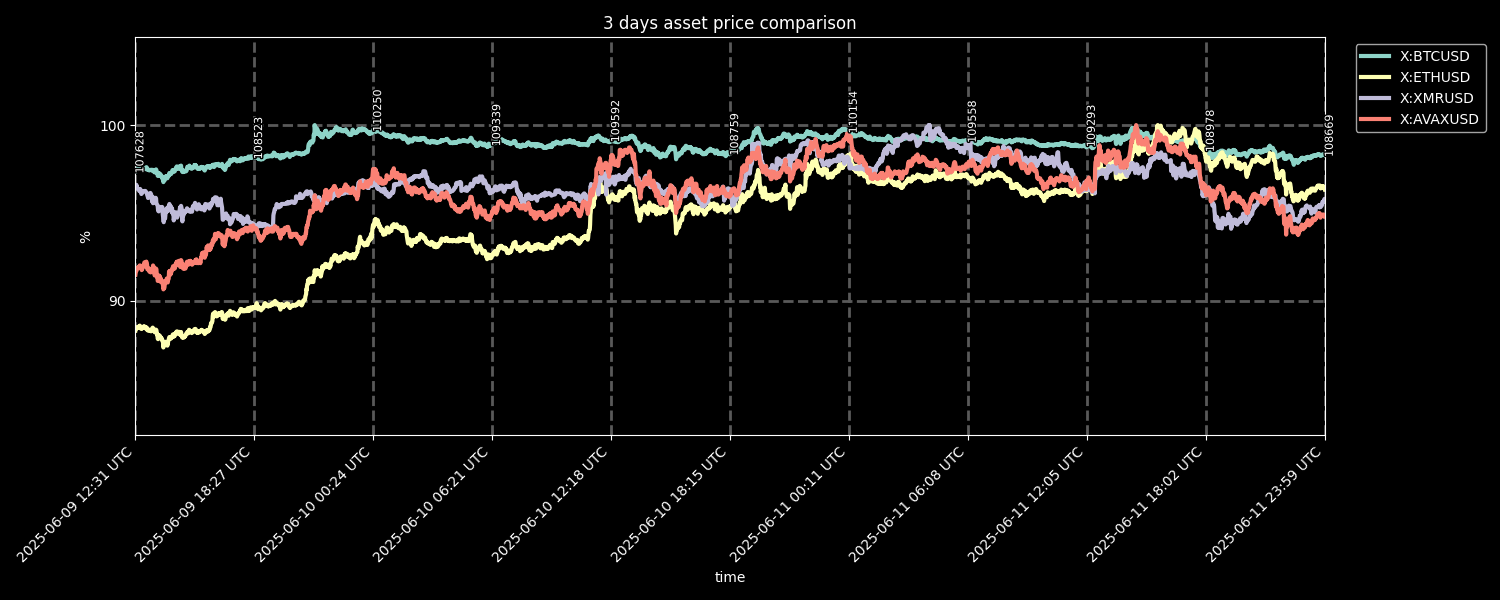 3 days asset price comparison
X:BTCUSD
X:ETHUSD
X:XMRUSD
X:AVAXUSD
%
100
90
107628
108523
110250
109339
109592
108759
110154
109558
109293
108978
108669
2025-06-09 12:31 UTC
2025-06-09 18:27 UTC
2025-06-10 00:24 UTC
2025-06-10 06:21 UTC
2025-06-10 12:18 UTC
2025-06-10 18:15 UTC
2025-06-11 00:11 UTC
2025-06-11 06:08 UTC
2025-06-11 12:05 UTC
2025-06-11 18:02 UTC
2025-06-11 23:59 UTC
time